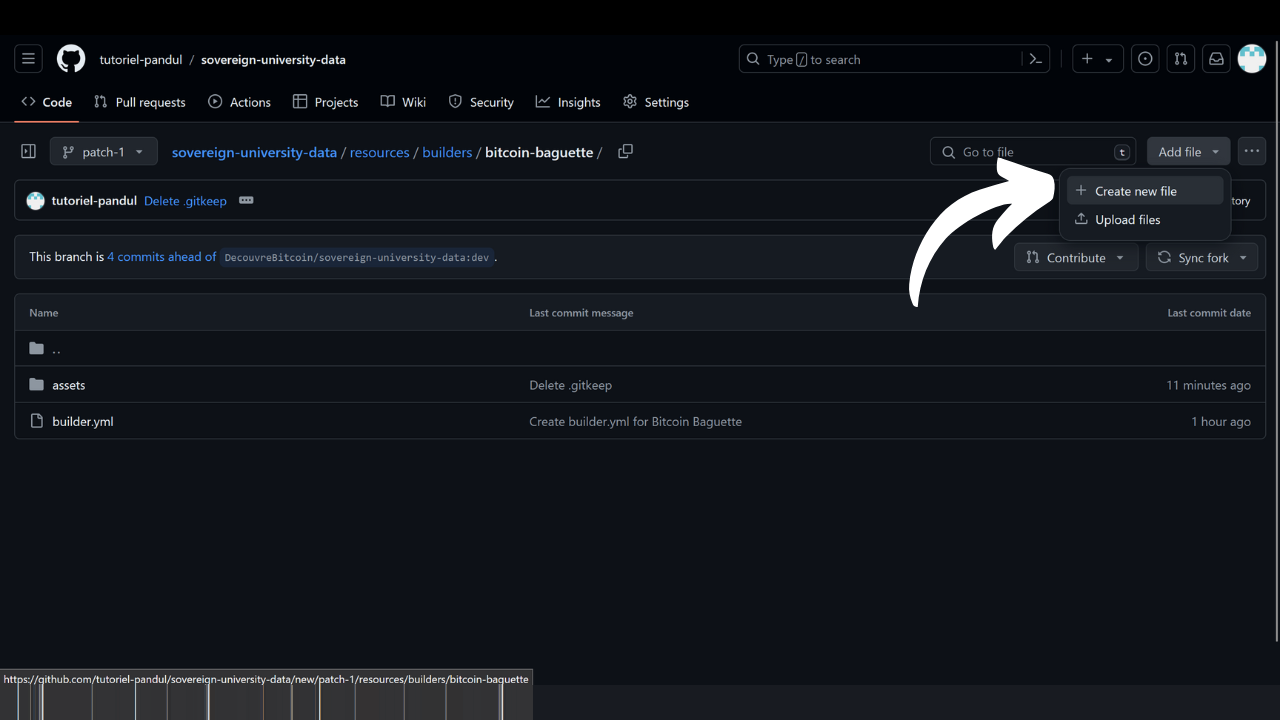 tutoriel-pandul / sovereign-university-data
Type / to search
Code Pull requests Actions Projects Wiki Security Insights Settings
patch-1 sovereign-university-data / resources / builders / bitcoin-baguette / Go to file t Add file
Create new file
Upload files
tutoriel-pandul Delete .gitkeep tory
This branch is 4 commits ahead of DecouvreBitcoin/sovereign-university-data:dev .
Contribute Sync fork
Name Last commit message Last commit date
..
assets Delete .gitkeep 11 minutes ago
builder.yml Create builder.yml for Bitcoin Baguette 1 hour ago
https://github.com/tutoriel-pandul/sovereign-university-data/new/patch-1/resources/builders/bitcoin-baguette